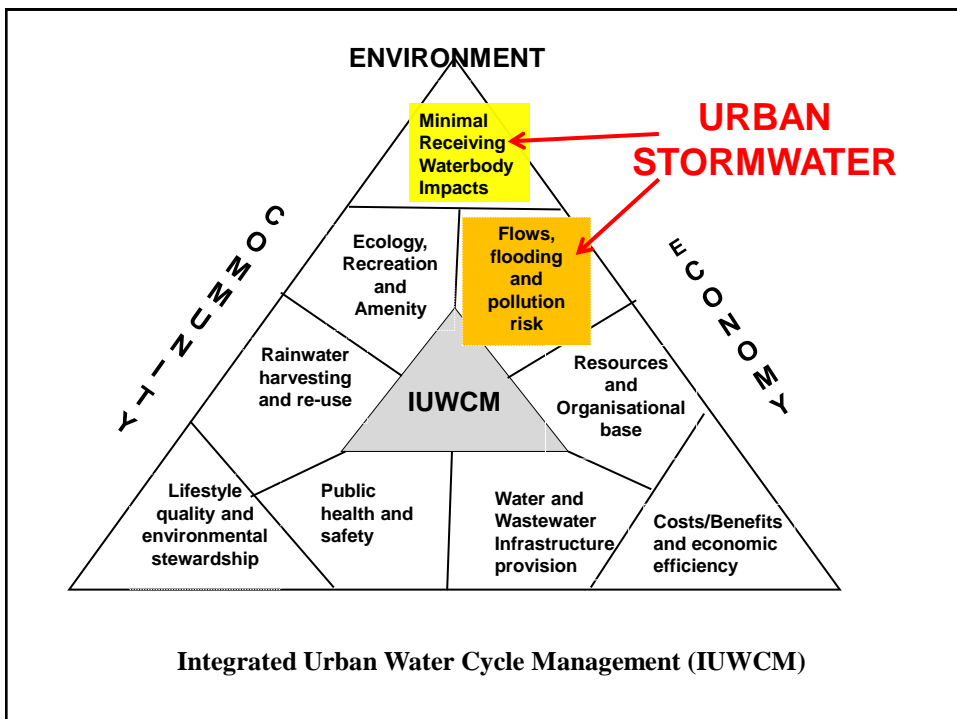 ENVIRONMENT
Minimal
Receiving
Waterbody
Impacts
URBAN
STORMWATER
COMMUNITY
ECONOMY
Ecology,
Recreation
and
Amenity
Flows,
flooding
and
pollution
risk
Rainwater
harvesting
and re-use
IUWCM
Resources
and
Organisational
base
Lifestyle
quality and
environmental
stewardship
Public
health and
safety
Water and
Wastewater
Infrastructure
provision
Costs/Benefits
and economic
efficiency
Integrated Urban Water Cycle Management (IUWCM)